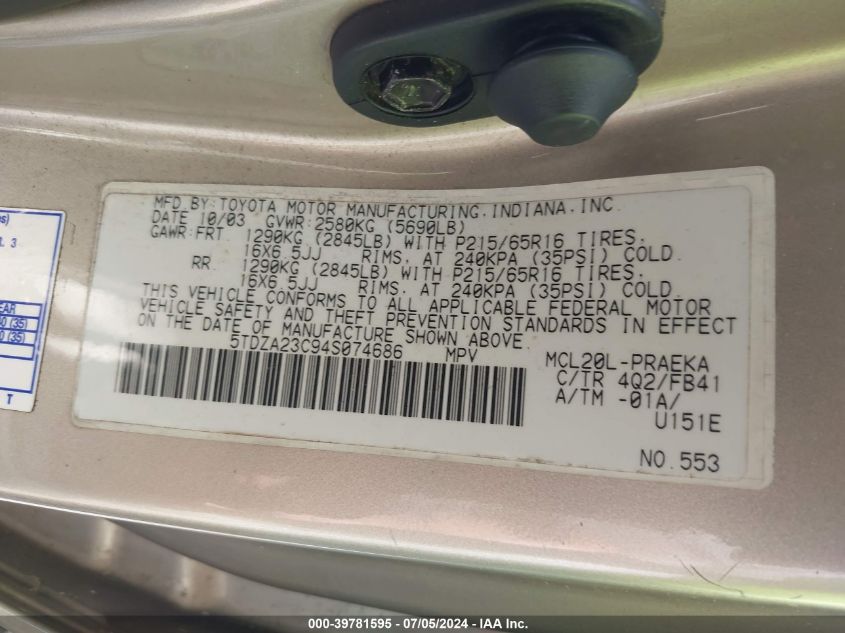 MFD.BY:TOYOTA MOTOR MANUFACTURING,INDIANA,INC.
DATE 10/03 GVWR:2580KG (5690LB)
GAWR:FRT 1290KG (2845LB) WITH P215/65R16 TIRES,
16X6.5JJ RIMS, AT 240KPA (35PSI) COLD.
RR 1290KG (2845LB) WITH P215/65R16 TIRES,
16X6.5JJ RIMS, AT 240KPA (35PSI) COLD.
THIS VEHICLE CONFORMS TO ALL APPLICABLE FEDERAL MOTOR
VEHICLE SAFETY AND THEFT PREVENTION STANDARDS IN EFFECT
ON THE DATE OF MANUFACTURE SHOWN ABOVE.
5TDZA23C94S074686 MPV
MCL20L-PRAEKA
C/TR 4Q2/FB41
A/TM -01A/
U151E
NO.553
3
EAR
(35)
(35)
T
000-39781595 - 07/05/2024 - IAA Inc.